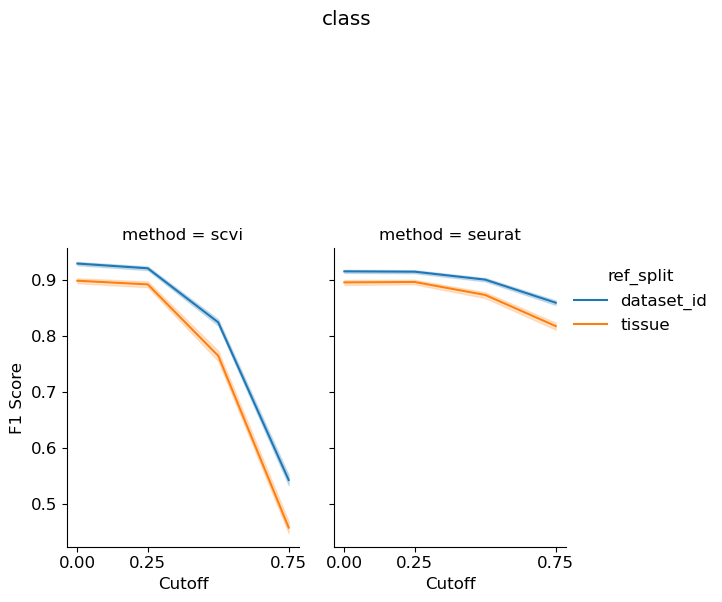 class
method = scvi
method = seurat
F1 Score
0.9
0.8
0.7
0.6
0.5
0.00
0.25
0.75
Cutoff
0.00
0.25
0.75
Cutoff
ref_split
dataset_id
tissue